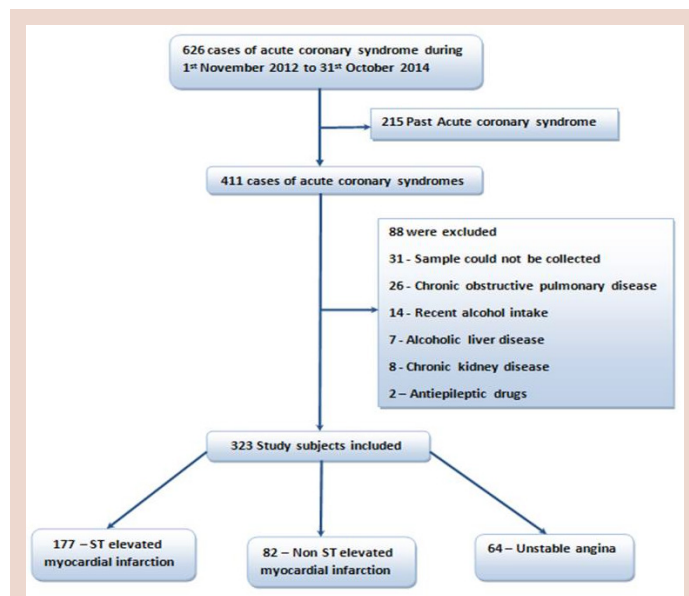 626 cases of acute coronary syndrome during
1st November 2012 to 31st October 2014
215 Past Acute coronary syndrome
411 cases of acute coronary syndromes
88 were excluded
31 - Sample could not be collected
26 - Chronic obstructive pulmonary disease
14 - Recent alcohol intake
7 - Alcoholic liver disease
8 - Chronic kidney disease
2 – Antiepileptic drugs
323 Study subjects included
177 – ST elevated
myocardial infarction
82 – Non ST elevated
myocardial infarction
64 – Unstable angina